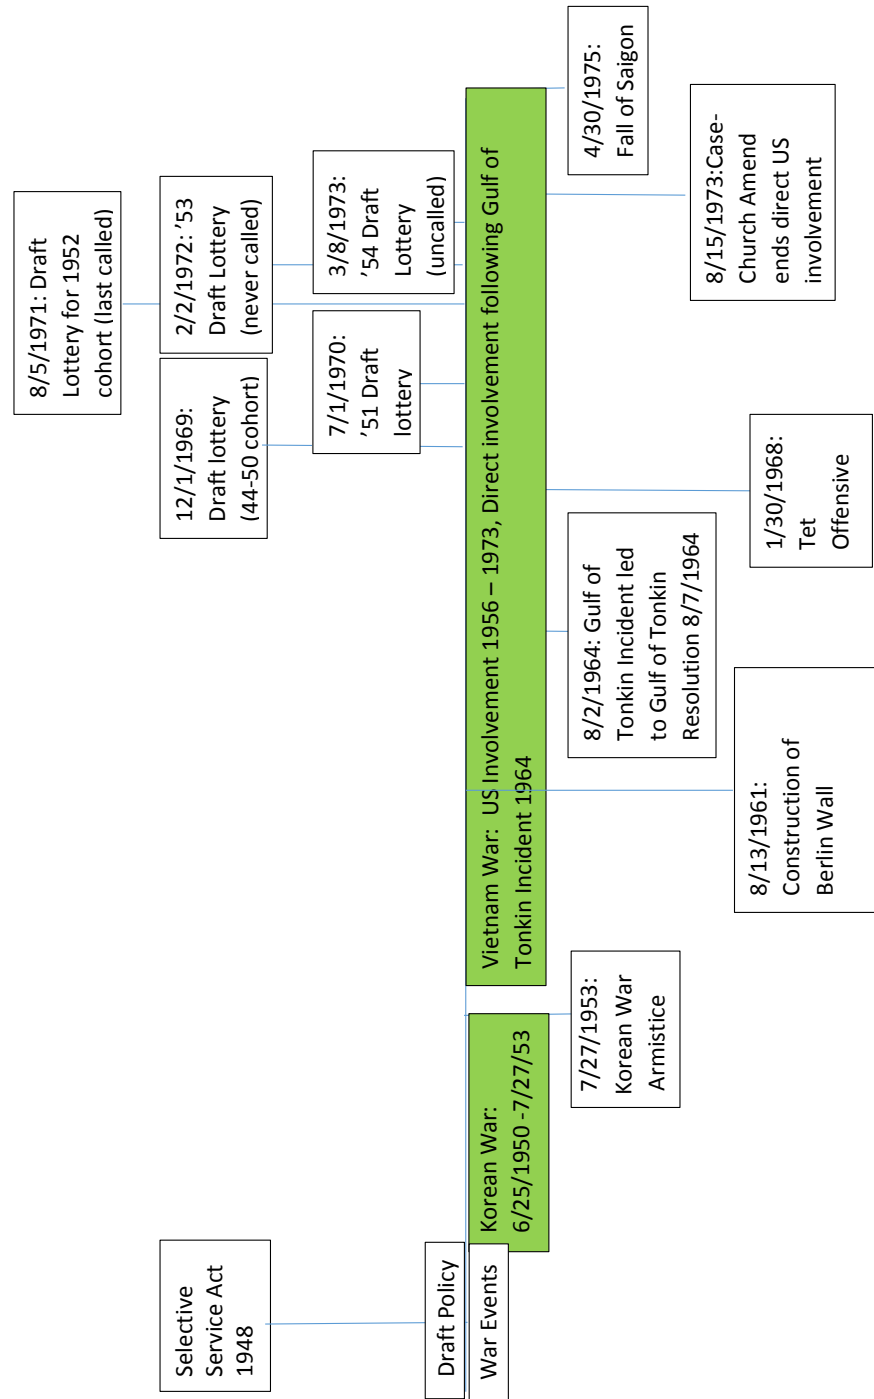 Selective
Service Act
1948
Draft Policy
War Events
12/1/1969:
Draft lottery
(44-50 cohort)
8/5/1971: Draft
Lottery for 1952
cohort (last called)
7/1/1970:
’51 Draft
lottery
2/2/1972: ’53
Draft Lottery
(never called)
3/8/1973:
’54 Draft
Lottery
(uncalled)
Korean War:
6/25/1950 -7/27/53
Vietnam War: US Involvement 1956 – 1973, Direct involvement following Gulf of
Tonkin Incident 1964
7/27/1953:
Korean War
Armistice
8/13/1961:
Construction of
Berlin Wall
8/2/1964: Gulf of
Tonkin Incident led
to Gulf of Tonkin
Resolution 8/7/1964
1/30/1968:
Tet
Offensive
8/15/1973:Case-
Church Amend
ends direct US
involvement
4/30/1975:
Fall of Saigon